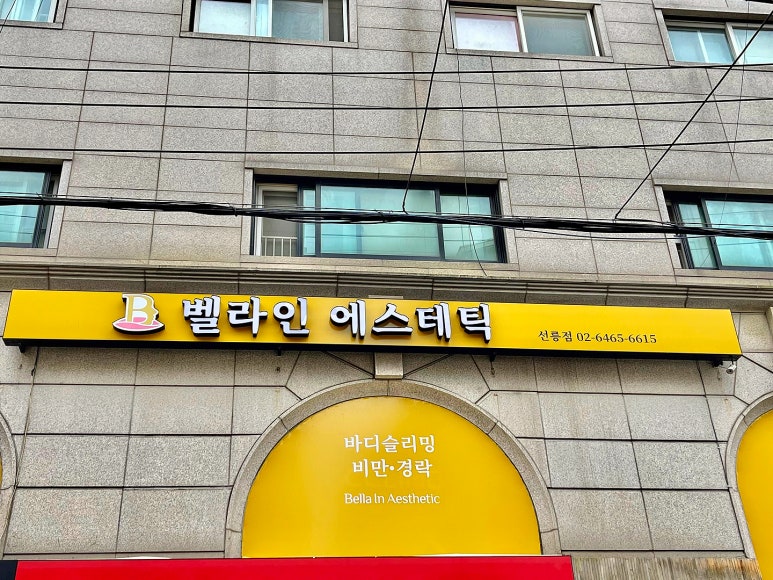 B 벨라인 에스테틱 선릉점 02-6465-6615
바디슬리밍
비만·경락
Bella in Aesthetic